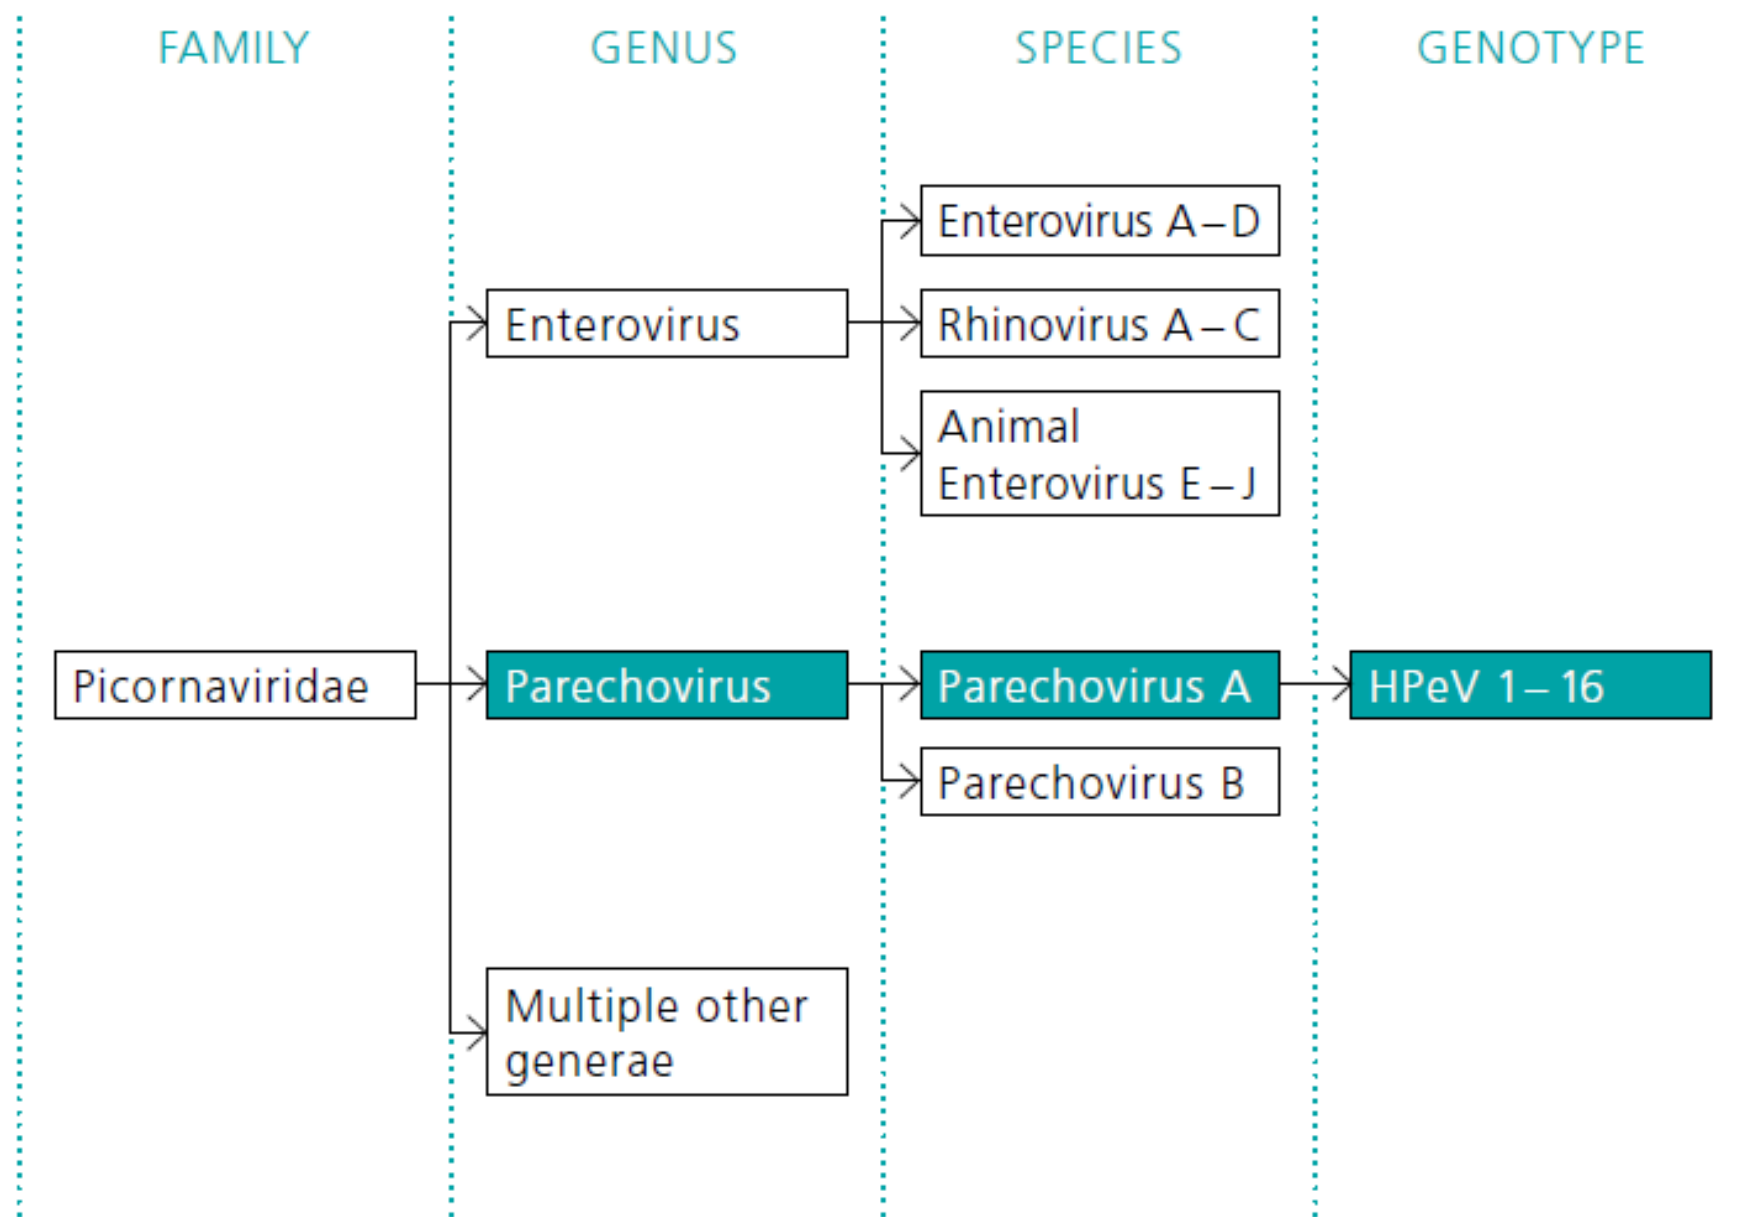 FAMILY
GENUS
SPECIES
GENOTYPE
Enterovirus A–D
Enterovirus
Rhinovirus A–C
Animal
Enterovirus E–J
Picornaviridae
Parechovirus
Parechovirus A
HPeV 1–16
Parechovirus B
Multiple other
generae